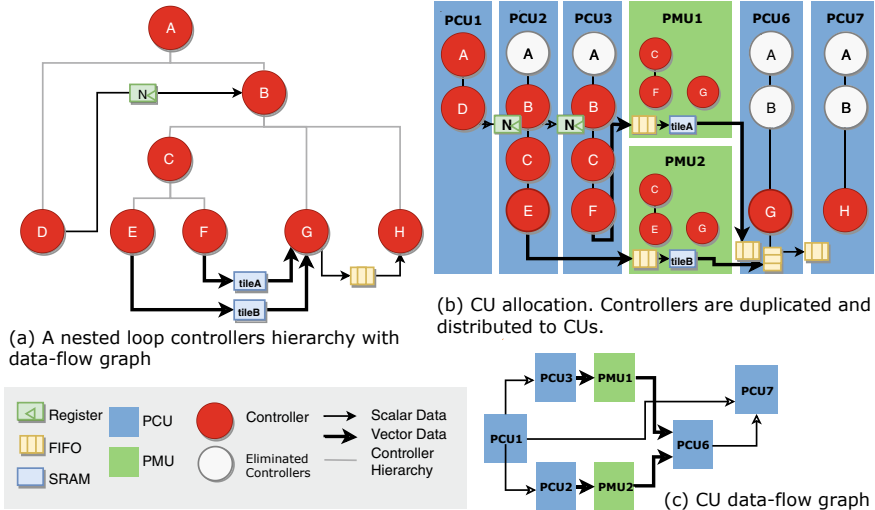 A
N
B
C
D
E
F
G
H
tileA
tileB
(a) A nested loop controllers hierarchy with
data-flow graph
PCU1
PCU2
PCU3
PMU1
PCU6
PCU7
A
A
A
C
A
A
D
N
B
N
B
F
G
B
B
tileA
C
C
PMU2
C
E
F
E
G
G
H
tileB
(b) CU allocation. Controllers are duplicated and
distributed to CUs.
Register
FIFO
SRAM
PCU
PMU
Controller
Eliminated
Controllers
Scalar Data
Vector Data
Controller
Hierarchy
PCU3
PMU1
PCU7
PCU1
PCU6
PCU2
PMU2
(c) CU data-flow graph